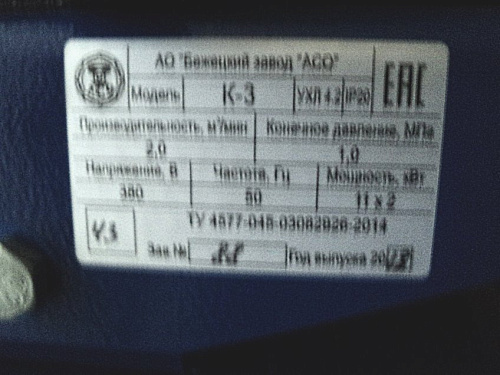 АО "Бежецкий завод "АСО"
Модель К-3 УХЛ 4.2 IP20 ЕАС
Производительность, м³/мин Конечное давление, МПа
2,0 1,0
Напряжение, В Частота, Гц Мощность, кВт
380 50 11 x 2
ТУ 4577-048-03082926-2014
Зав.№ Год выпуска 20